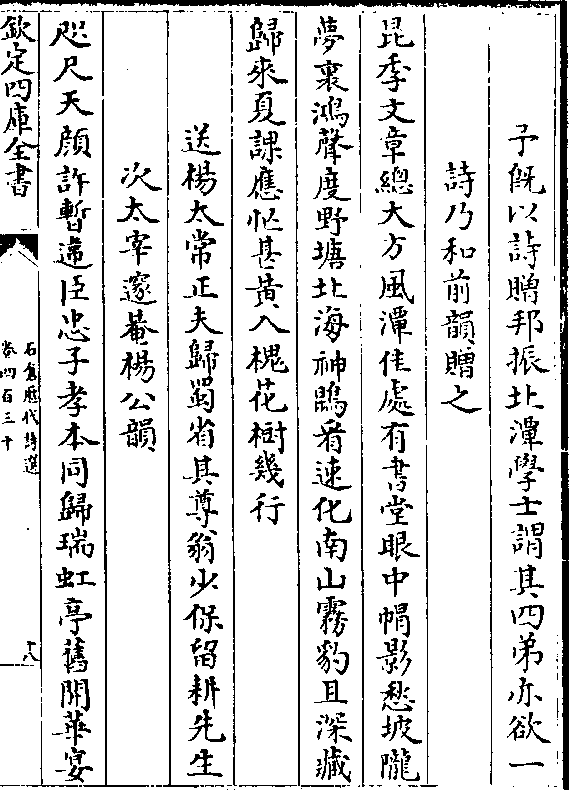 予旣以詩贈邦振北潭學士謂其四弟亦欲一
詩乃和前韻贈之
昆季文章總大方風潭佳處有書堂眼中帽影愁坡隴
夢裏鴻聲度野塘北海神鵾看速化南山霧豹且深藏
歸來夏課應忙甚黄入槐花樹幾行
送楊太常正夫歸蜀省其尊翁少保留耕先生
次太宰邃菴楊公韻
咫尺天顔許暫違臣忠子孝本同歸瑞虹亭舊開華宴
欽定四庫全書
石倉歷代詩選
卷四百三十
十八